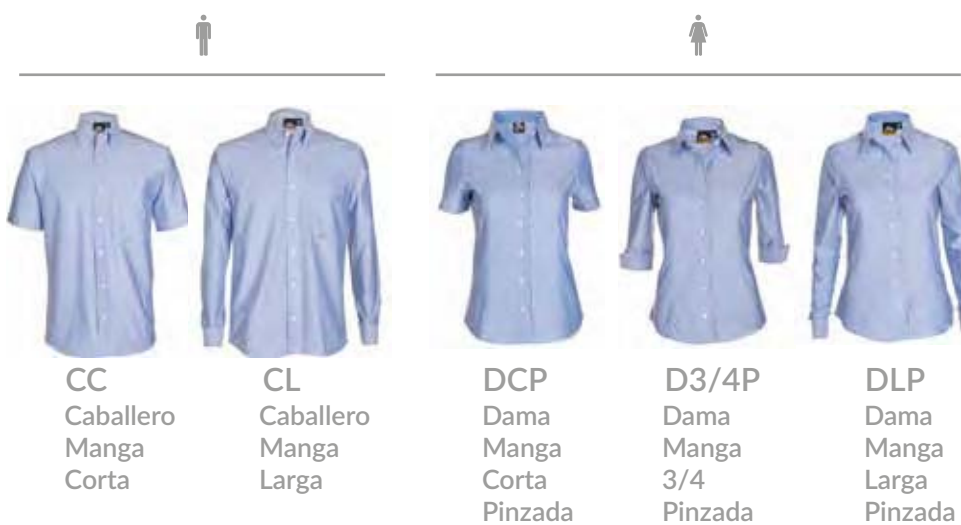 CC
Caballero
Manga
Corta
CL
Caballero
Manga
Larga
DCP
Dama
Manga
Corta
Pinzada
D3/4P
Dama
Manga
3/4
Pinzada
DLP
Dama
Manga
Larga
Pinzada